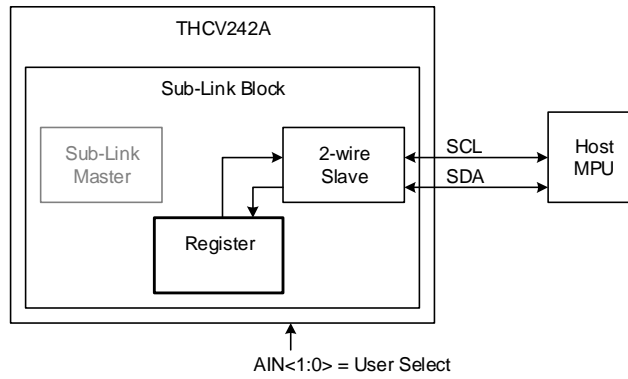 THCV242A
Sub-Link Block
Sub-Link
Master
2-wire
Slave
SCL
SDA
Host
MPU
Register
AIN<1:0> = User Select